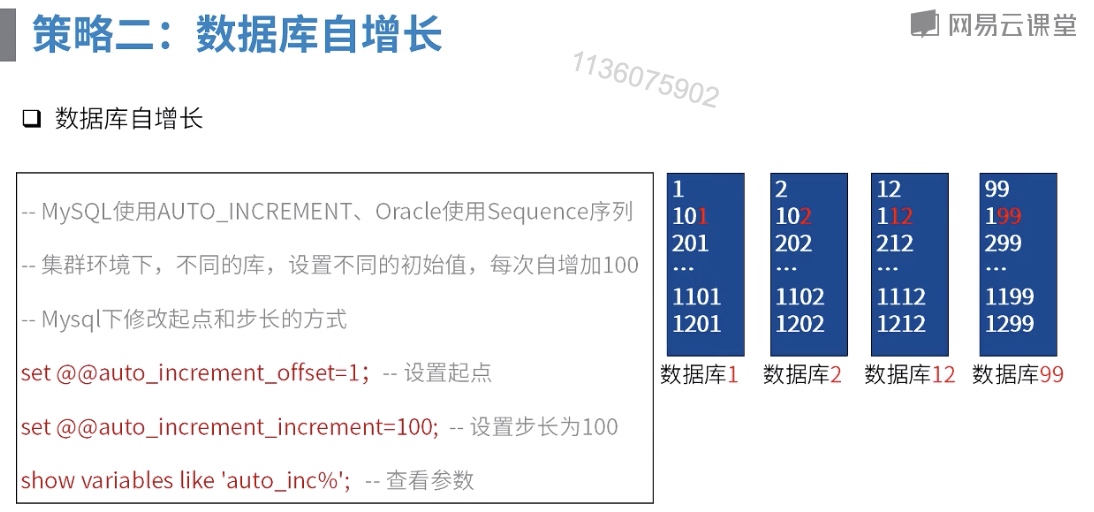 策略二：数据库自增长
网易云课堂
1136075902
数据库自增长
-- MySQL使用AUTO_INCREMENT、Oracle使用Sequence序列
-- 集群环境下，不同的库，设置不同的初始值，每次自增加100
-- Mysql下修改起点和步长的方式
set @@auto_increment_offset=1; -- 设置起点
set @@auto_increment_increment=100; -- 设置步长为100
show variables like 'auto_inc%'; -- 查看参数
1
101
201
...
1101
1201
数据库1
2
102
202
...
1102
1202
数据库2
12
112
212
...
1112
1212
数据库12
99
199
299
...
1199
1299
数据库99